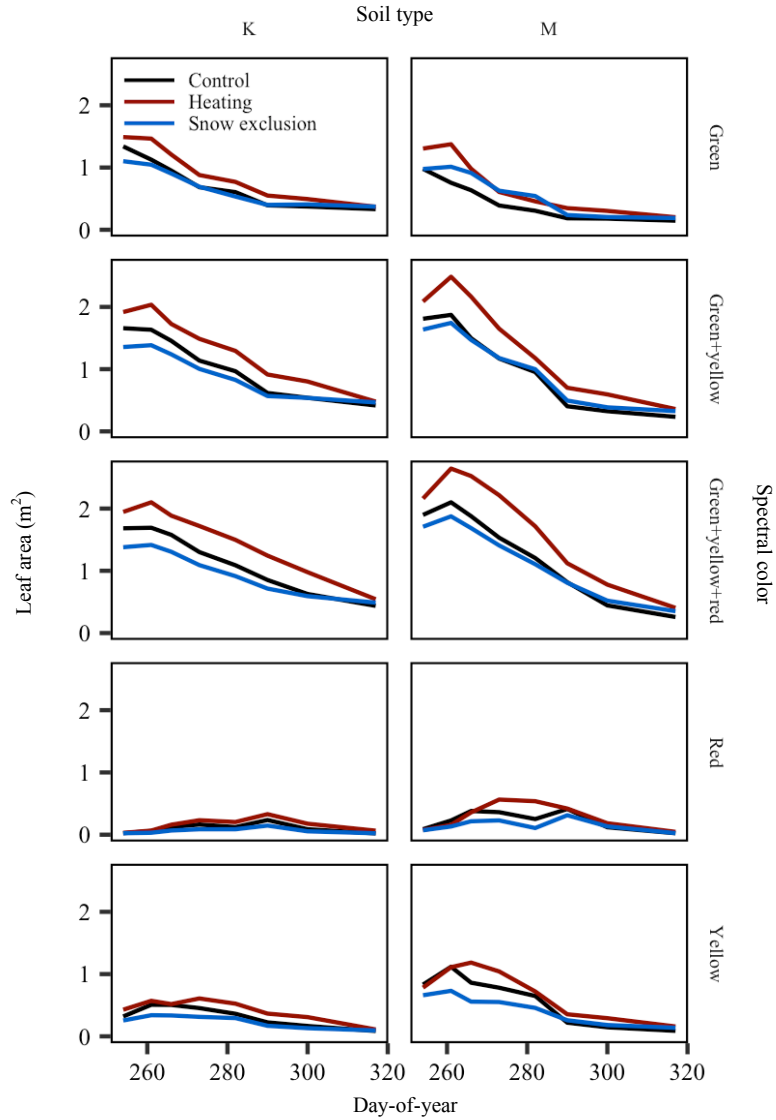 Soil type
K
M
Control
Heating
Snow exclusion
2
1
0
Green
2
1
0
Green+yellow
2
1
0
Green+yellow+red
2
1
0
Red
2
1
0
Yellow
Leaf area (m²)
Spectral color
260
280
300
320
260
280
300
320
Day-of-year